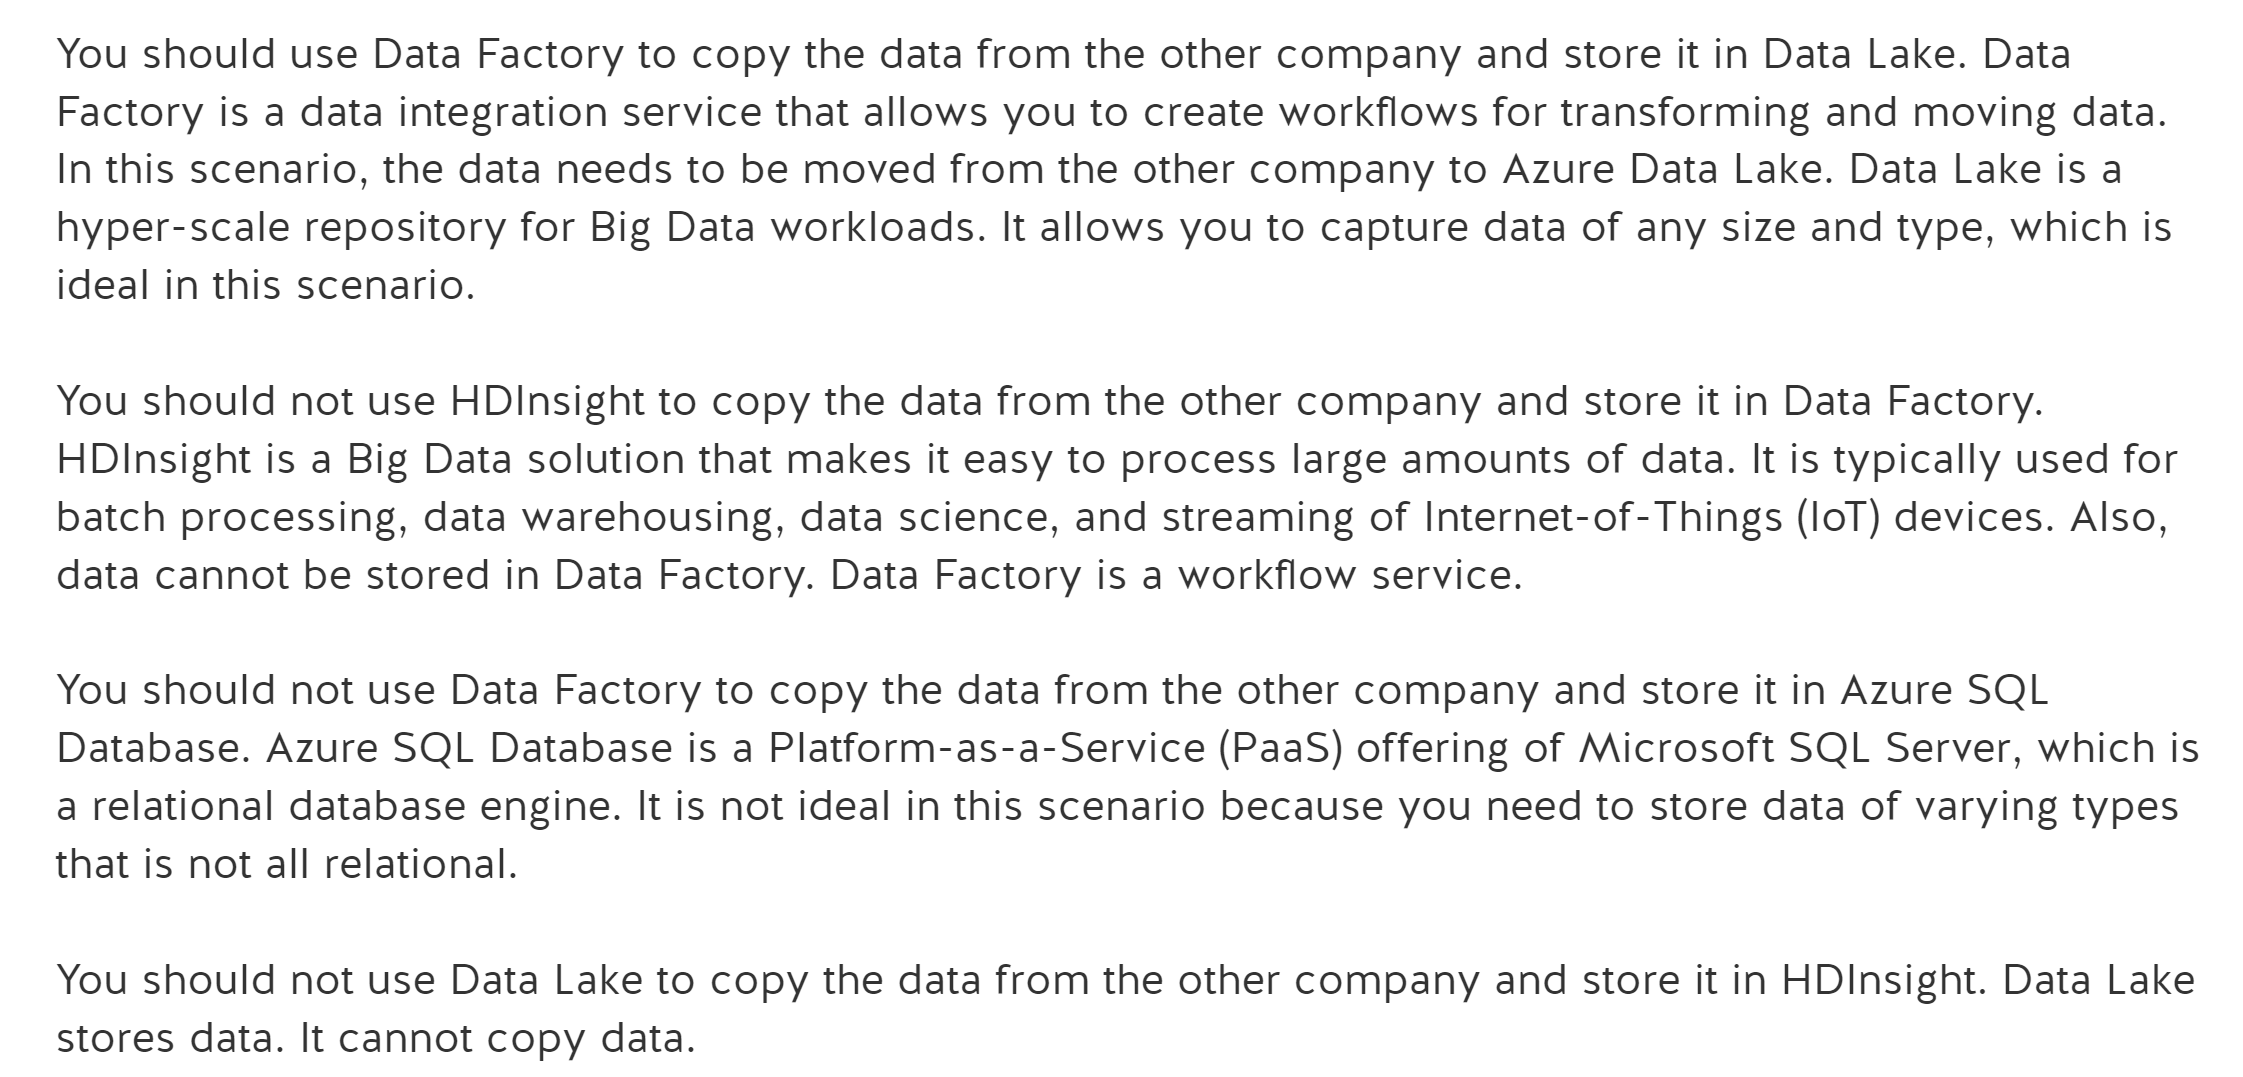 You should use Data Factory to copy the data from the other company and store it in Data Lake. Data
Factory is a data integration service that allows you to create workflows for transforming and moving data.
In this scenario, the data needs to be moved from the other company to Azure Data Lake. Data Lake is a
hyper-scale repository for Big Data workloads. It allows you to capture data of any size and type, which is
ideal in this scenario.
You should not use HDInsight to copy the data from the other company and store it in Data Factory.
HDInsight is a Big Data solution that makes it easy to process large amounts of data. It is typically used for
batch processing, data warehousing, data science, and streaming of Internet-of-Things (IoT) devices. Also,
data cannot be stored in Data Factory. Data Factory is a workflow service.
You should not use Data Factory to copy the data from the other company and store it in Azure SQL
Database. Azure SQL Database is a Platform-as-a-Service (PaaS) offering of Microsoft SQL Server, which is
a relational database engine. It is not ideal in this scenario because you need to store data of varying types
that is not all relational.
You should not use Data Lake to copy the data from the other company and store it in HDInsight. Data Lake
stores data. It cannot copy data.